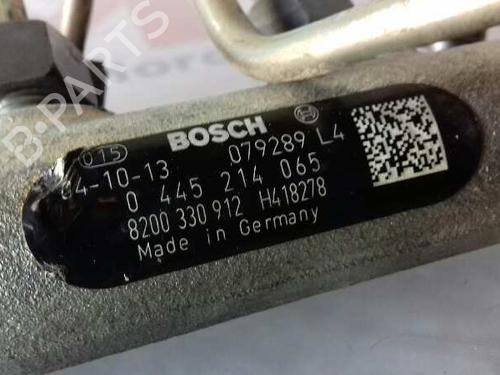 B-PARTS
015
BOSCH
04-10-13 079289 L4
0 445 214 065
8200 330 912 H418278
Made in Germany